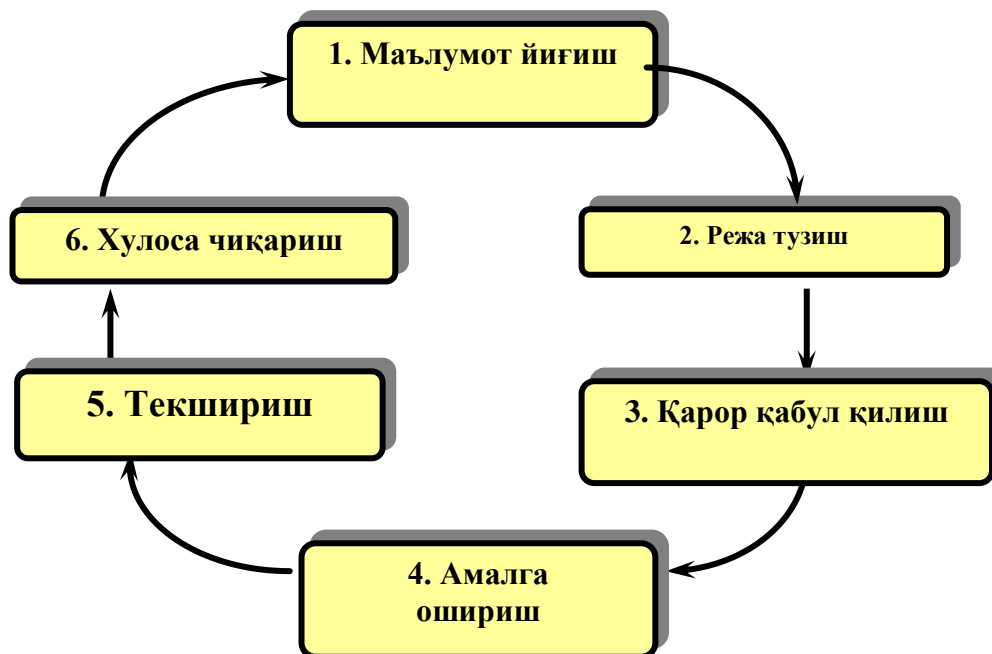 1. Маълумот йиғиш
2. Режа тузиш
3. Қарор қабул қилиш
4. Амалга
ошириш
5. Текшириш
6. Хулоса чиқариш